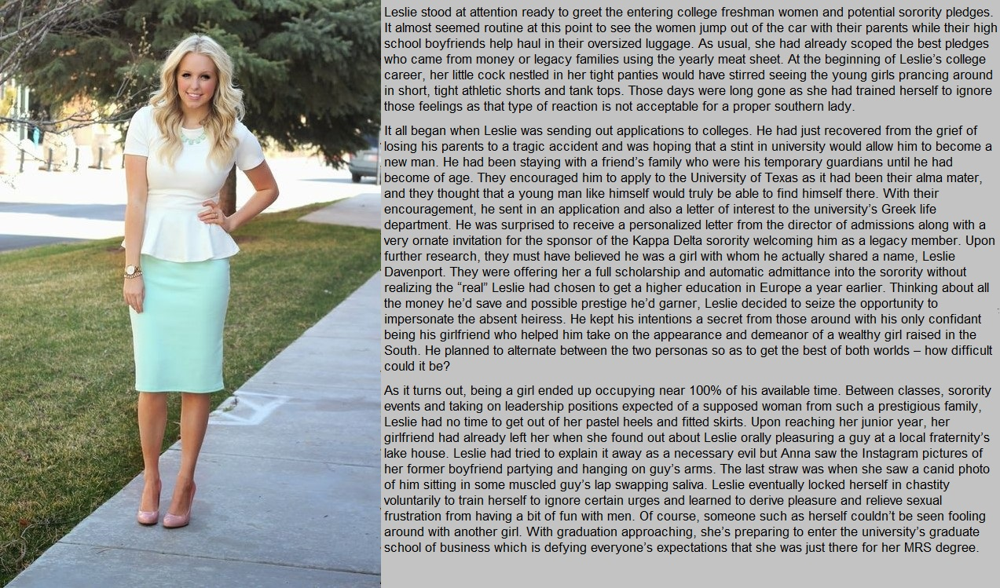 Leslie stood at attention ready to greet the entering college freshman women and potential sorority pledges.
It almost seemed routine at this point to see the women jump out of the car with their parents while their high
school boyfriends help haul in their oversized luggage. As usual, she had already scoped the best pledges
who came from money or legacy families using the yearly meat sheet. At the beginning of Leslie's college
career, her little cock nestled in her tight panties would have stirred seeing the young girls prancing around
in short, tight athletic shorts and tank tops. Those days were long gone as she had trained herself to ignore
those feelings as that type of reaction is not acceptable for a proper southern lady.
It all began when Leslie was sending out applications to colleges. He had just recovered from the grief of
losing his parents to a tragic accident and was hoping that a stint in university would allow him to become a
new man. He had been staying with a friend's family who were his temporary guardians until he had
become of age. They encouraged him to apply to the University of Texas as it had been their alma mater,
and they thought that a young man like himself would truly be able to find himself there. With their
encouragement, he sent in an application and also a letter of interest to the university's Greek life
department. He was surprised to receive a personalized letter from the director of admissions along with a
very ornate invitation for the sponsor of the Kappa Delta sorority welcoming him as a legacy member. Upon
further research, they must have believed he was a girl with whom he actually shared a name, Leslie
Davenport. They were offering her a full scholarship and automatic admittance into the sorority without
realizing the "real" Leslie had chosen to get a higher education in Europe a year earlier. Thinking about all
the money he'd save and possible prestige he'd garner, Leslie decided to seize the opportunity to
impersonate the absent heiress. He kept his intentions a secret from those around with his only confidant
being his girlfriend who helped him take on the appearance and demeanor of a wealthy girl raised in the
South. He planned to alternate between the two personas so as to get the best of both worlds – how difficult
could it be?
As it turns out, being a girl ended up occupying near 100% of his available time. Between classes, sorority
events and taking on leadership positions expected of a supposed woman from such a prestigious family,
Leslie had no time to get out of her pastel heels and fitted skirts. Upon reaching her junior year, her
girlfriend had already left her when she found out about Leslie orally pleasuring a guy at a local fraternity's
lake house. Leslie had tried to explain it away as a necessary evil but Anna saw the Instagram pictures of
her former boyfriend partying and hanging on guy's arms. The last straw was when she saw a canid photo
of him sitting in some muscled guy's lap swapping saliva. Leslie eventually locked herself in chastity
voluntarily to train herself to ignore certain urges and learned to derive pleasure and relieve sexual
frustration from having a bit of fun with men. Of course, someone such as herself couldn't be seen fooling
around with another girl. With graduation approaching, she's preparing to enter the university's graduate
school of business which is defying everyone's expectations that she was just there for her MRS degree.